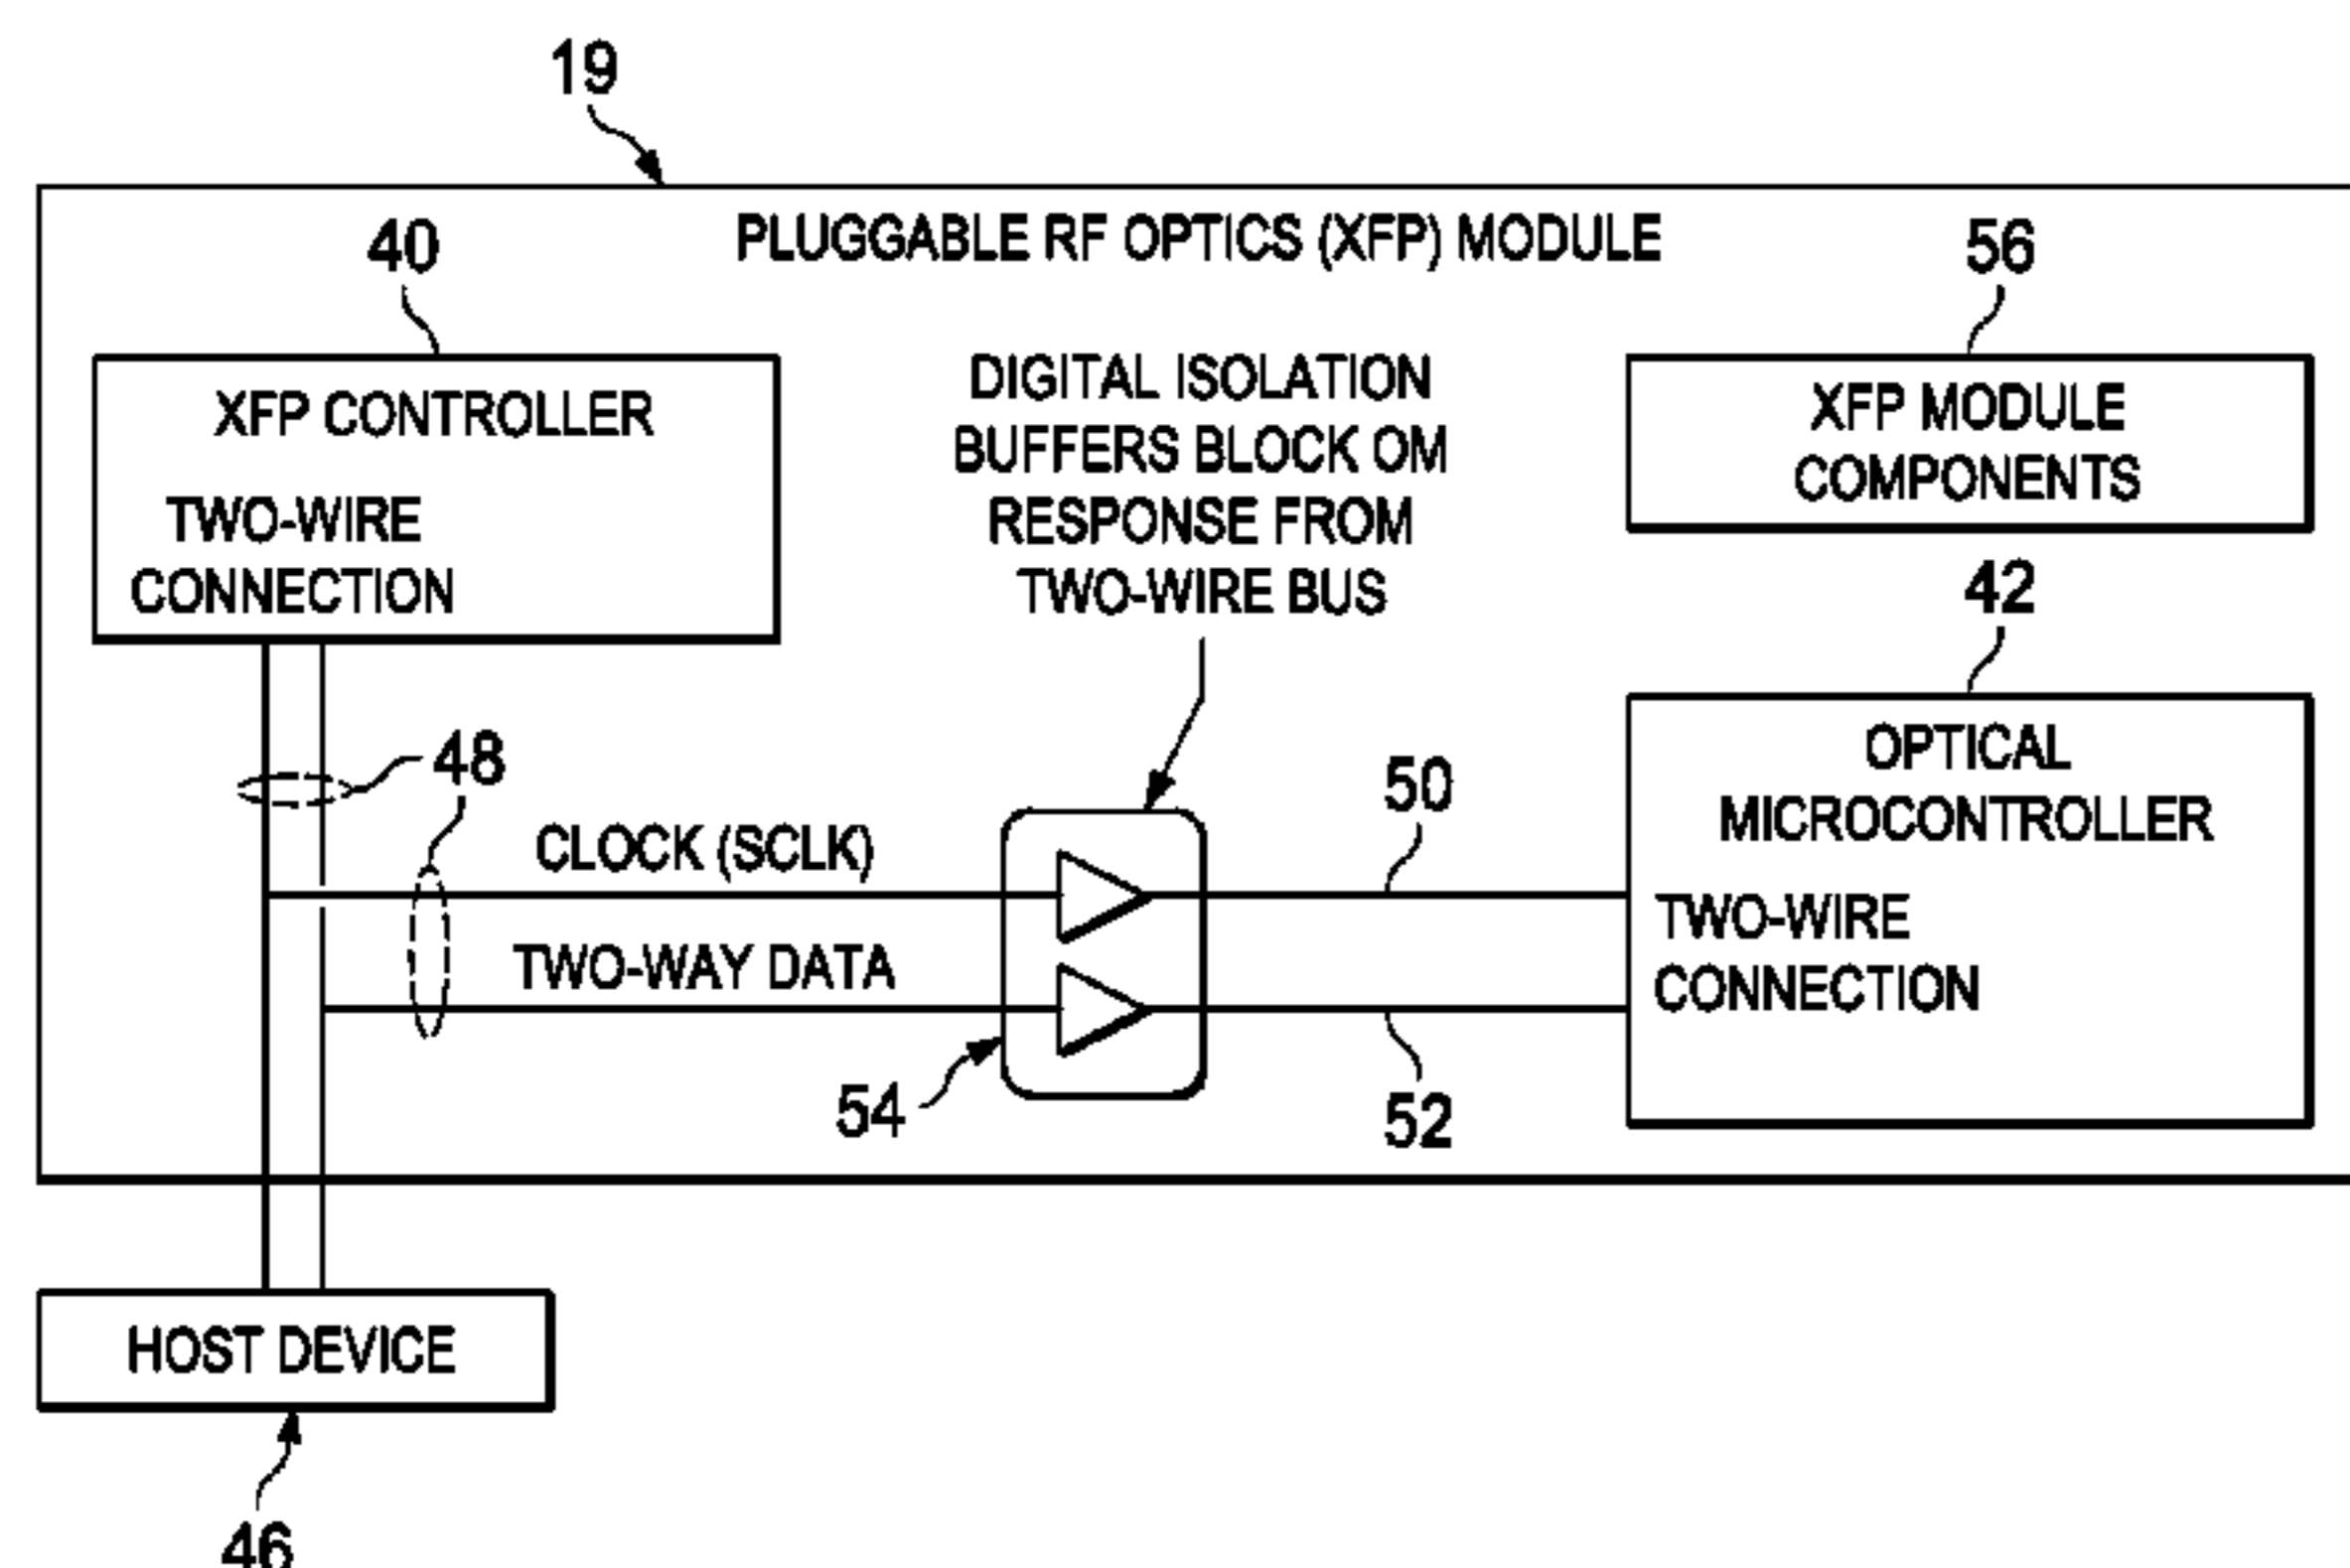 19
PLUGGABLE RF OPTICS (XFP) MODULE
40
XFP CONTROLLER
TWO-WIRE
CONNECTION
DIGITAL ISOLATION
BUFFERS BLOCK OM
RESPONSE FROM
TWO-WIRE BUS
56
XFP MODULE
COMPONENTS
42
OPTICAL
MICROCONTROLLER
TWO-WIRE
CONNECTION
48
CLOCK (SCLK)
TWO-WAY DATA
50
52
54
HOST DEVICE
46